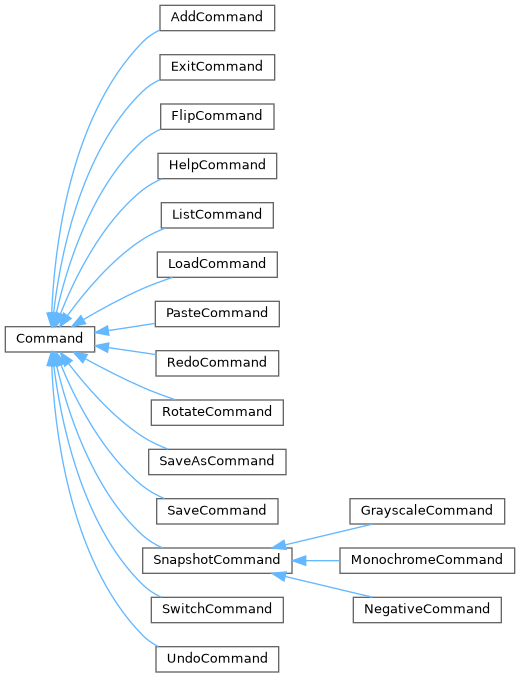 AddCommand
ExitCommand
FlipCommand
HelpCommand
ListCommand
LoadCommand
PasteCommand
Command
RedoCommand
RotateCommand
SaveAsCommand
SaveCommand
GrayscaleCommand
SnapshotCommand
MonochromeCommand
SwitchCommand
NegativeCommand
UndoCommand